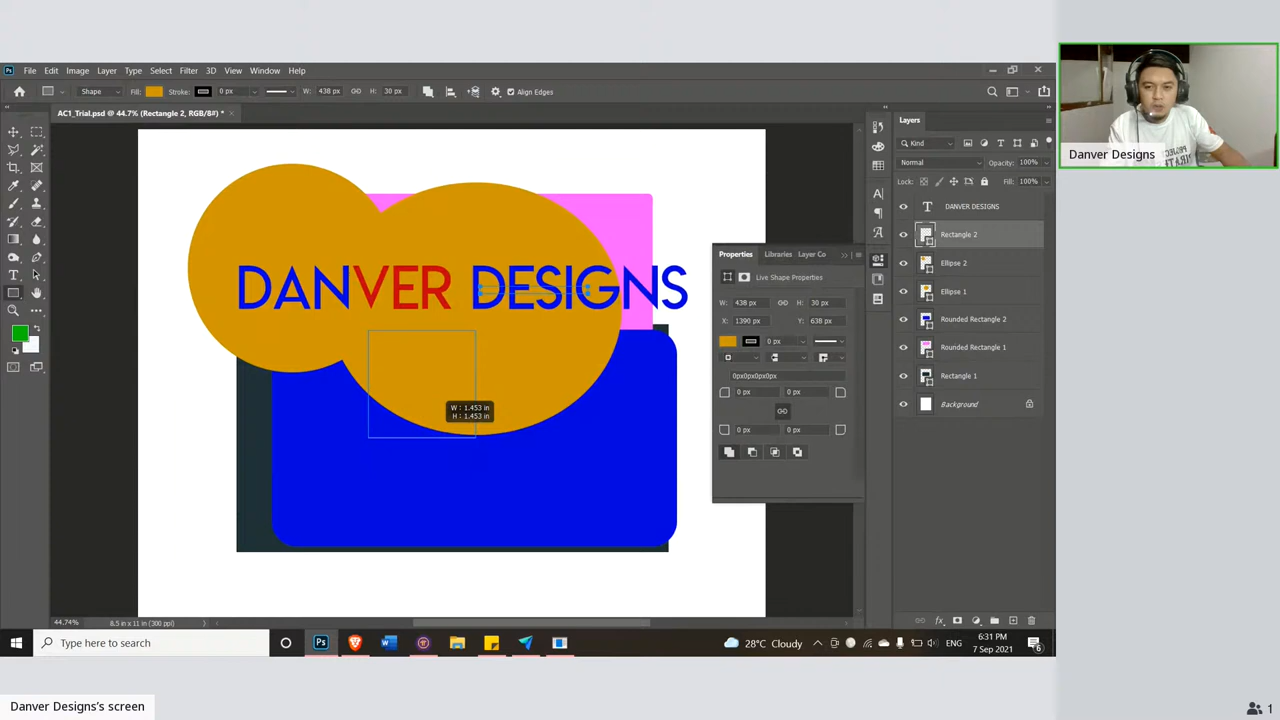 File Edit Image Layer Type Select Filter 3D View Window Help
Shape Fill: Stroke: 0 px W: 438 px H: 30 px Align Edges
AC1_Trial.psd @ 44.7% (Rectangle 2, RGB/8#) *
Danver Designs
Layers
Kind
Normal Opacity: 100%
Lock: Fill: 100%
DANVER DESIGNS
Rectangle 2
Ellipse 2
Ellipse 1
Rounded Rectangle 2
Rounded Rectangle 1
Rectangle 1
Background
Properties Libraries Layer Co
Live Shape Properties
W: 438 px H: 30 px
X: 1390 px Y: 638 px
0 px
0px0px0px0px
0 px 0 px
0 px 0 px
DANVER DESIGNS
W: 1.453 in
H: 1.453 in
44.74% 8.5 in x 11 in (300 ppi)
Type here to search
28°C Cloudy
ENG
6:31 PM
7 Sep 2021
6
Danver Designs's screen
1